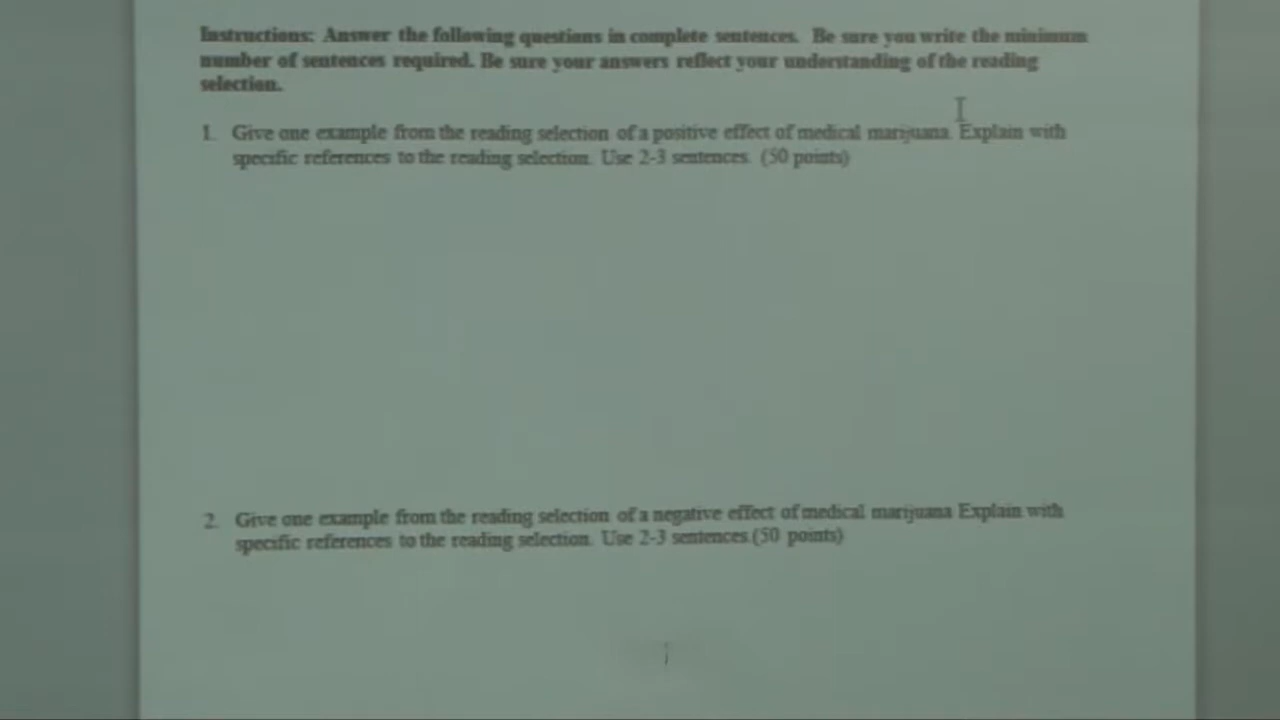 Instructions: Answer the following questions in complete sentences. Be sure you write the minimum
number of sentences required. Be sure your answers reflect your understanding of the reading
selection.
1. Give one example from the reading selection of a positive effect of medical marijuana. Explain with
specific references to the reading selection. Use 2-3 sentences. (50 points)
2. Give one example from the reading selection of a negative effect of medical marijuana Explain with
specific references to the reading selection. Use 2-3 sentences.(50 points)